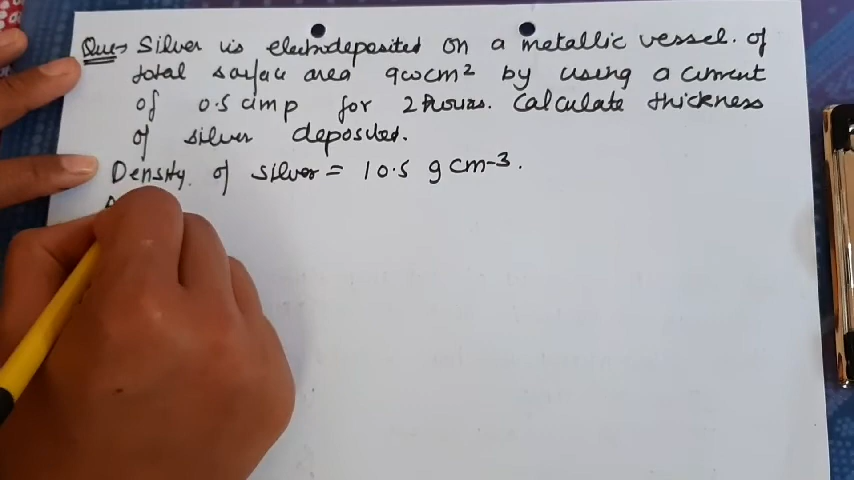 Que→ Silver is electrodeposited on a metallic vessel. of
total surface area 900cm² by using a current
of 0.5 amp for 2 hours. Calculate thickness
of silver deposited.
Density of silver = 10.5 g cm-3.